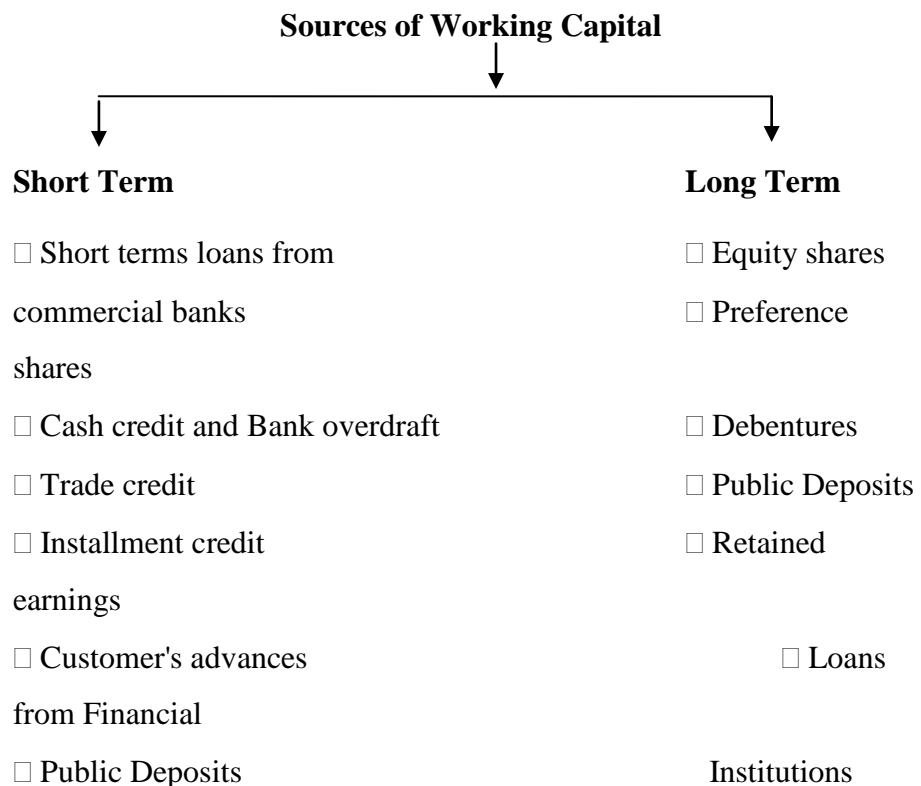 Sources of Working Capital
Short Term Long Term
□ Short terms loans from □ Equity shares
commercial banks □ Preference
shares
□ Cash credit and Bank overdraft □ Debentures
□ Trade credit □ Public Deposits
□ Installment credit □ Retained
earnings
□ Customer's advances □ Loans
from Financial
□ Public Deposits Institutions